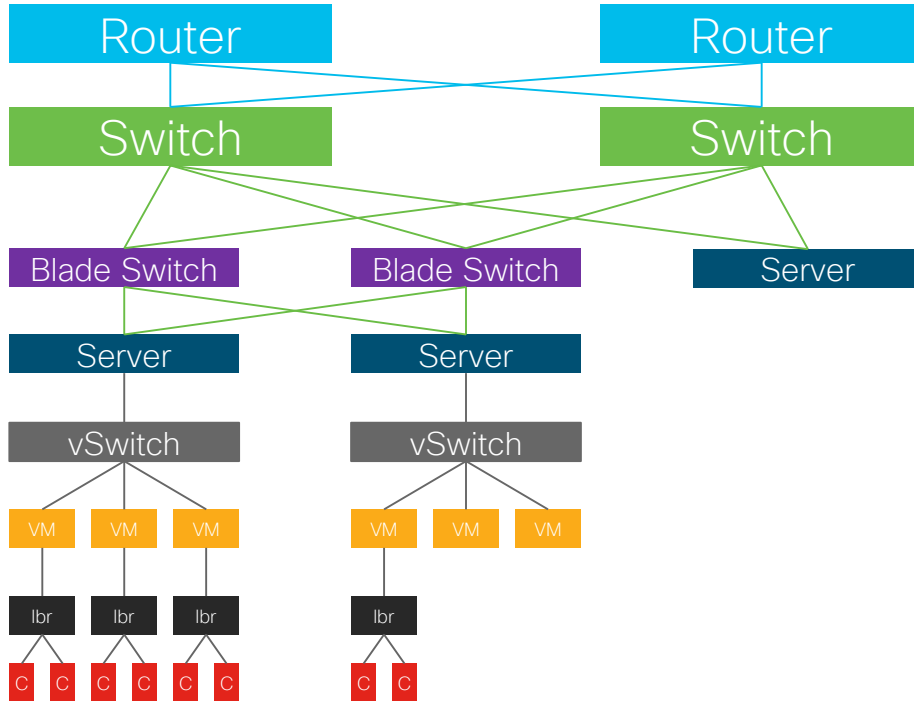 Router
Router
Switch
Switch
Blade Switch
Blade Switch
Server
Server
Server
vSwitch
vSwitch
VM
VM
VM
VM
VM
VM
lbr
lbr
lbr
lbr
C
C
C
C
C
C
C
C